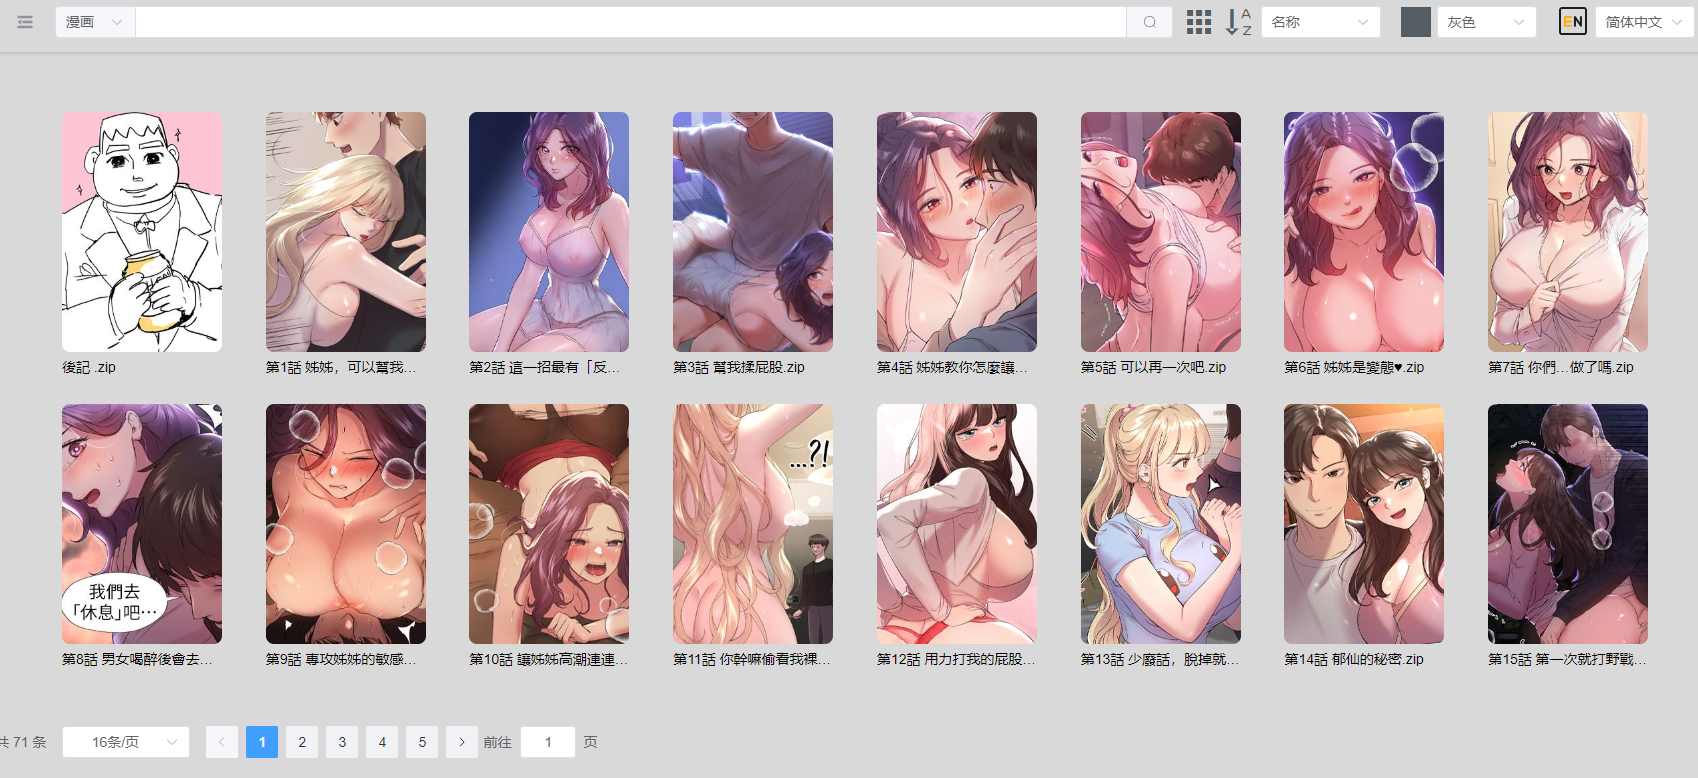 漫画
A
Z
名称
灰色
EN
简体中文
後記 .zip
第1話 姊姊，可以幫我…
第2話 這一招最有「反…
第3話 幫我揉屁股.zip
第4話 姊姊教你怎麼讓…
第5話 可以再一次吧.zip
第6話 姊姊是變態♥.zip
第7話 你們…做了嗎.zip
我們去
「休息」吧…
...?!
第8話 男女喝醉後會去…
第9話 專攻姊姊的敏感…
第10話 讓姊姊高潮連連…
第11話 你幹嘛偷看我裸…
第12話 用力打我的屁股…
第13話 少廢話，脫掉就…
第14話 郁仙的秘密.zip
第15話 第一次就打野戰…
共 71 条
16条/页
1
2
3
4
5
前往
1
页